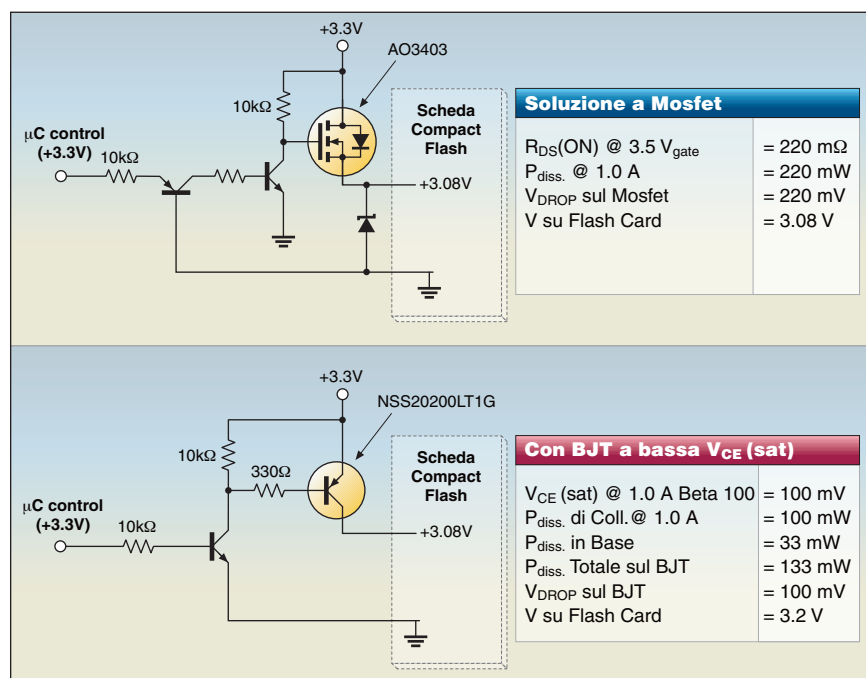 +3.3V
AO3403
10kΩ
μC control
(+3.3V)
10kΩ
Scheda
Compact
Flash
+3.08V
Soluzione a Mosfet
RDS(ON) @ 3.5 Vgate = 220 mΩ
Pdiss. @ 1.0 A = 220 mW
VDROP sul Mosfet = 220 mV
V su Flash Card = 3.08 V
+3.3V
NSS20200LT1G
10kΩ
330Ω
μC control
(+3.3V)
10kΩ
Scheda
Compact
Flash
+3.08V
Con BJT a bassa VCE (sat)
VCE (sat) @ 1.0 A Beta 100 = 100 mV
Pdiss. di Coll.@ 1.0 A = 100 mW
Pdiss. in Base = 33 mW
Pdiss. Totale sul BJT = 133 mW
VDROP sul BJT = 100 mV
V su Flash Card = 3.2 V